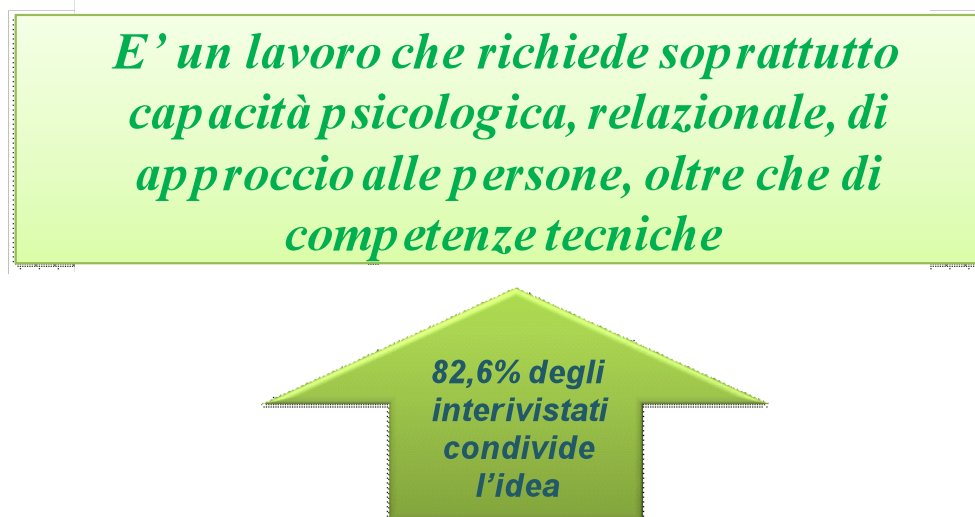 E’ un lavoro che richiede soprattutto
capacità psicologica, relazionale, di
approccio alle persone, oltre che di
competenze tecniche
82,6% degli
interivistati
condivide
l’idea